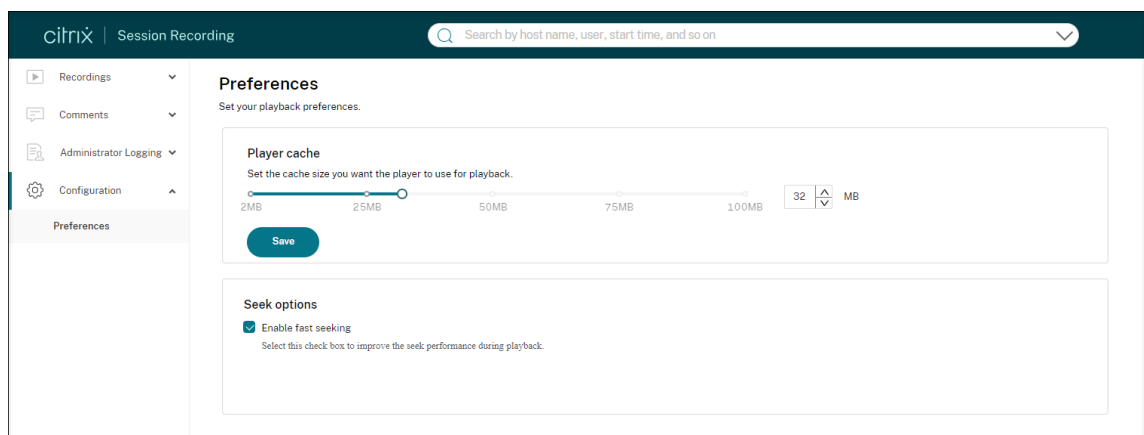 citrix | Session Recording
Search by host name, user, start time, and so on
Recordings
Comments
Administrator Logging
Configuration
Preferences
Preferences
Set your playback preferences.
Player cache
Set the cache size you want the player to use for playback.
2MB 25MB 50MB 75MB 100MB
32 MB
Save
Seek options
Enable fast seeking
Select this check box to improve the seek performance during playback.